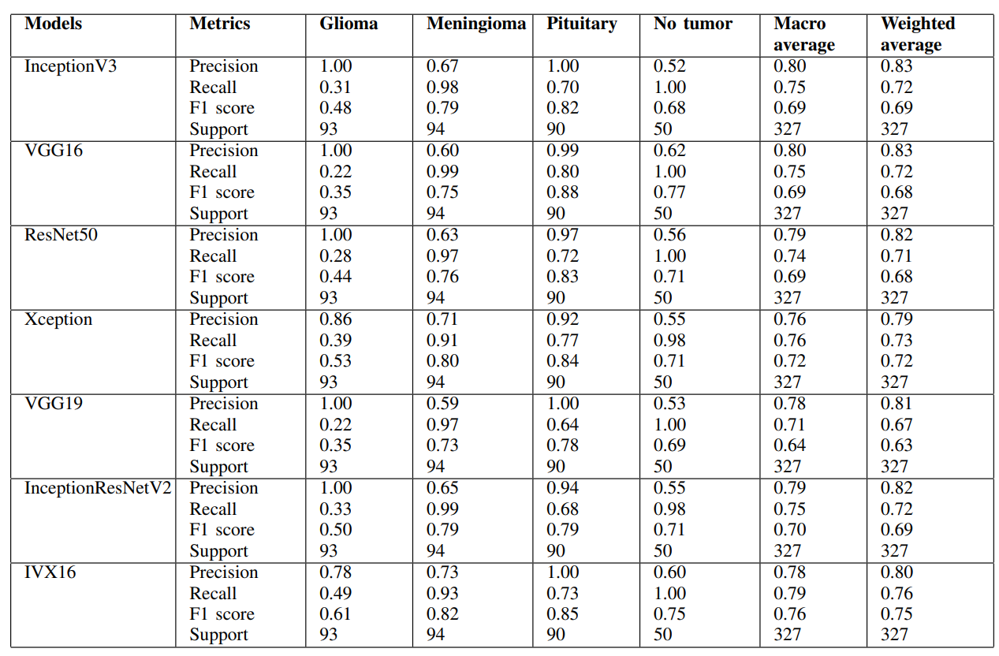 Models Metrics Glioma Meningioma Pituitary No tumor Macro average Weighted average
InceptionV3 Precision 1.00 0.67 1.00 0.52 0.80 0.83
Recall 0.31 0.98 0.70 1.00 0.75 0.72
F1 score 0.48 0.79 0.82 0.68 0.69 0.69
Support 93 94 90 50 327 327
VGG16 Precision 1.00 0.60 0.99 0.62 0.80 0.83
Recall 0.22 0.99 0.80 1.00 0.75 0.72
F1 score 0.35 0.75 0.88 0.77 0.69 0.68
Support 93 94 90 50 327 327
ResNet50 Precision 1.00 0.63 0.97 0.56 0.79 0.82
Recall 0.28 0.97 0.72 1.00 0.74 0.71
F1 score 0.44 0.76 0.83 0.71 0.69 0.68
Support 93 94 90 50 327 327
Xception Precision 0.86 0.71 0.92 0.55 0.76 0.79
Recall 0.39 0.91 0.77 0.98 0.76 0.73
F1 score 0.53 0.80 0.84 0.71 0.72 0.72
Support 93 94 90 50 327 327
VGG19 Precision 1.00 0.59 1.00 0.53 0.78 0.81
Recall 0.22 0.97 0.64 1.00 0.71 0.67
F1 score 0.35 0.73 0.78 0.69 0.64 0.63
Support 93 94 90 50 327 327
InceptionResNetV2 Precision 1.00 0.65 0.94 0.55 0.79 0.82
Recall 0.33 0.99 0.68 0.98 0.75 0.72
F1 score 0.50 0.79 0.79 0.71 0.70 0.69
Support 93 94 90 50 327 327
IVX16 Precision 0.78 0.73 1.00 0.60 0.78 0.80
Recall 0.49 0.93 0.73 1.00 0.79 0.76
F1 score 0.61 0.82 0.85 0.75 0.76 0.75
Support 93 94 90 50 327 327